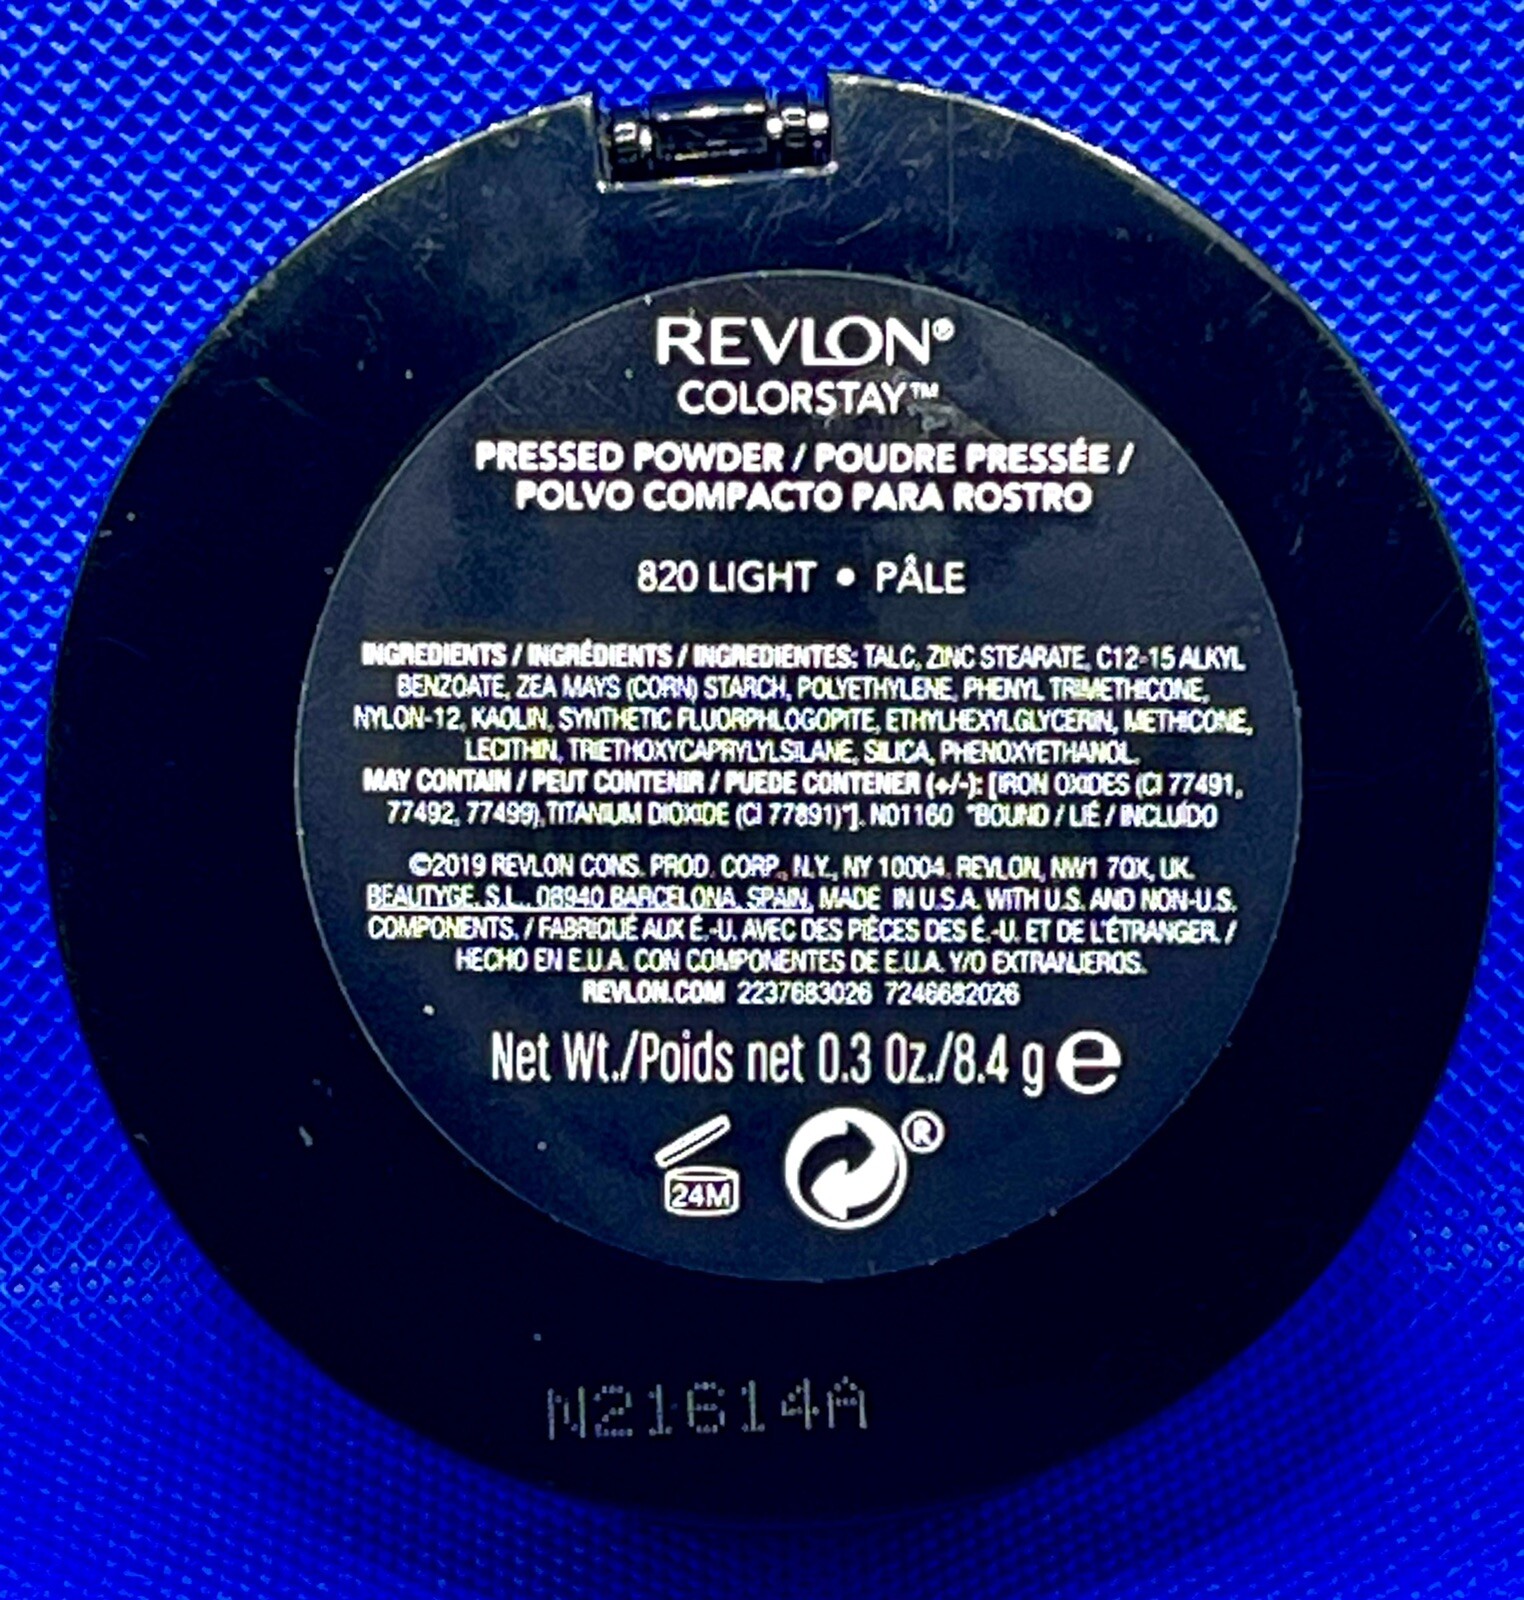 REVLON®
COLORSTAY™
PRESSED POWDER / POUDRE PRESSÉE /
POLVO COMPACTO PARA ROSTRO
820 LIGHT • PÂLE
INGREDIENTS / INGRÉDIENTS / INGREDIENTES: TALC, ZINC STEARATE, C12-15 ALKYL
BENZOATE, ZEA MAYS (CORN) STARCH, POLYETHYLENE, PHENYL TRIMETHICONE,
NYLON-12, KAOLIN, SYNTHETIC FLUORPHLOGOPITE, ETHYLHEXYLGLYCERIN, METHICONE,
LECITHIN, TRIETHOXYCAPRYLYLSILANE, SILICA, PHENOXYETHANOL.
MAY CONTAIN / PEUT CONTENIR / PUEDE CONTENER (+/-): [IRON OXIDES (CI 77491,
77492, 77499), TITANIUM DIOXIDE (CI 77891)*]. N01160 *BOUND / LIÉ / INCLUÍDO
©2019 REVLON CONS. PROD. CORP., N.Y., NY 10004. REVLON, NW1 7QX, UK.
BEAUTYGE, S.L., 08940 BARCELONA, SPAIN. MADE IN U.S.A. WITH U.S. AND NON-U.S.
COMPONENTS. / FABRIQUÉ AUX É.-U. AVEC DES PIÈCES DES É.-U. ET DE L'ÉTRANGER. /
HECHO EN E.U.A. CON COMPONENTES DE E.U.A. Y/O EXTRANJEROS.
REVLON.COM 2237683026 7246682026
Net Wt./Poids net 0.3 Oz./8.4 g e
24M ®
N21614A